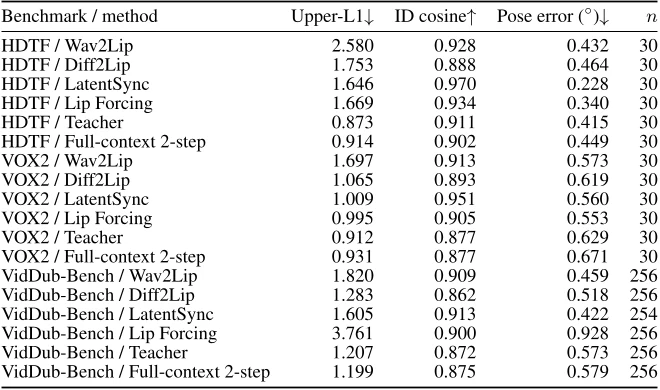 Benchmark / method Upper-L1↓ ID cosine↑ Pose error (°)↓ n
HDTF / Wav2Lip 2.580 0.928 0.432 30
HDTF / Diff2Lip 1.753 0.888 0.464 30
HDTF / LatentSync 1.646 0.970 0.228 30
HDTF / Lip Forcing 1.669 0.934 0.340 30
HDTF / Teacher 0.873 0.911 0.415 30
HDTF / Full-context 2-step 0.914 0.902 0.449 30
VOX2 / Wav2Lip 1.697 0.913 0.573 30
VOX2 / Diff2Lip 1.065 0.893 0.619 30
VOX2 / LatentSync 1.009 0.951 0.560 30
VOX2 / Lip Forcing 0.995 0.905 0.553 30
VOX2 / Teacher 0.912 0.877 0.629 30
VOX2 / Full-context 2-step 0.931 0.877 0.671 30
VidDub-Bench / Wav2Lip 1.820 0.909 0.459 256
VidDub-Bench / Diff2Lip 1.283 0.862 0.518 256
VidDub-Bench / LatentSync 1.605 0.913 0.422 254
VidDub-Bench / Lip Forcing 3.761 0.900 0.928 256
VidDub-Bench / Teacher 1.207 0.872 0.573 256
VidDub-Bench / Full-context 2-step 1.199 0.875 0.579 256